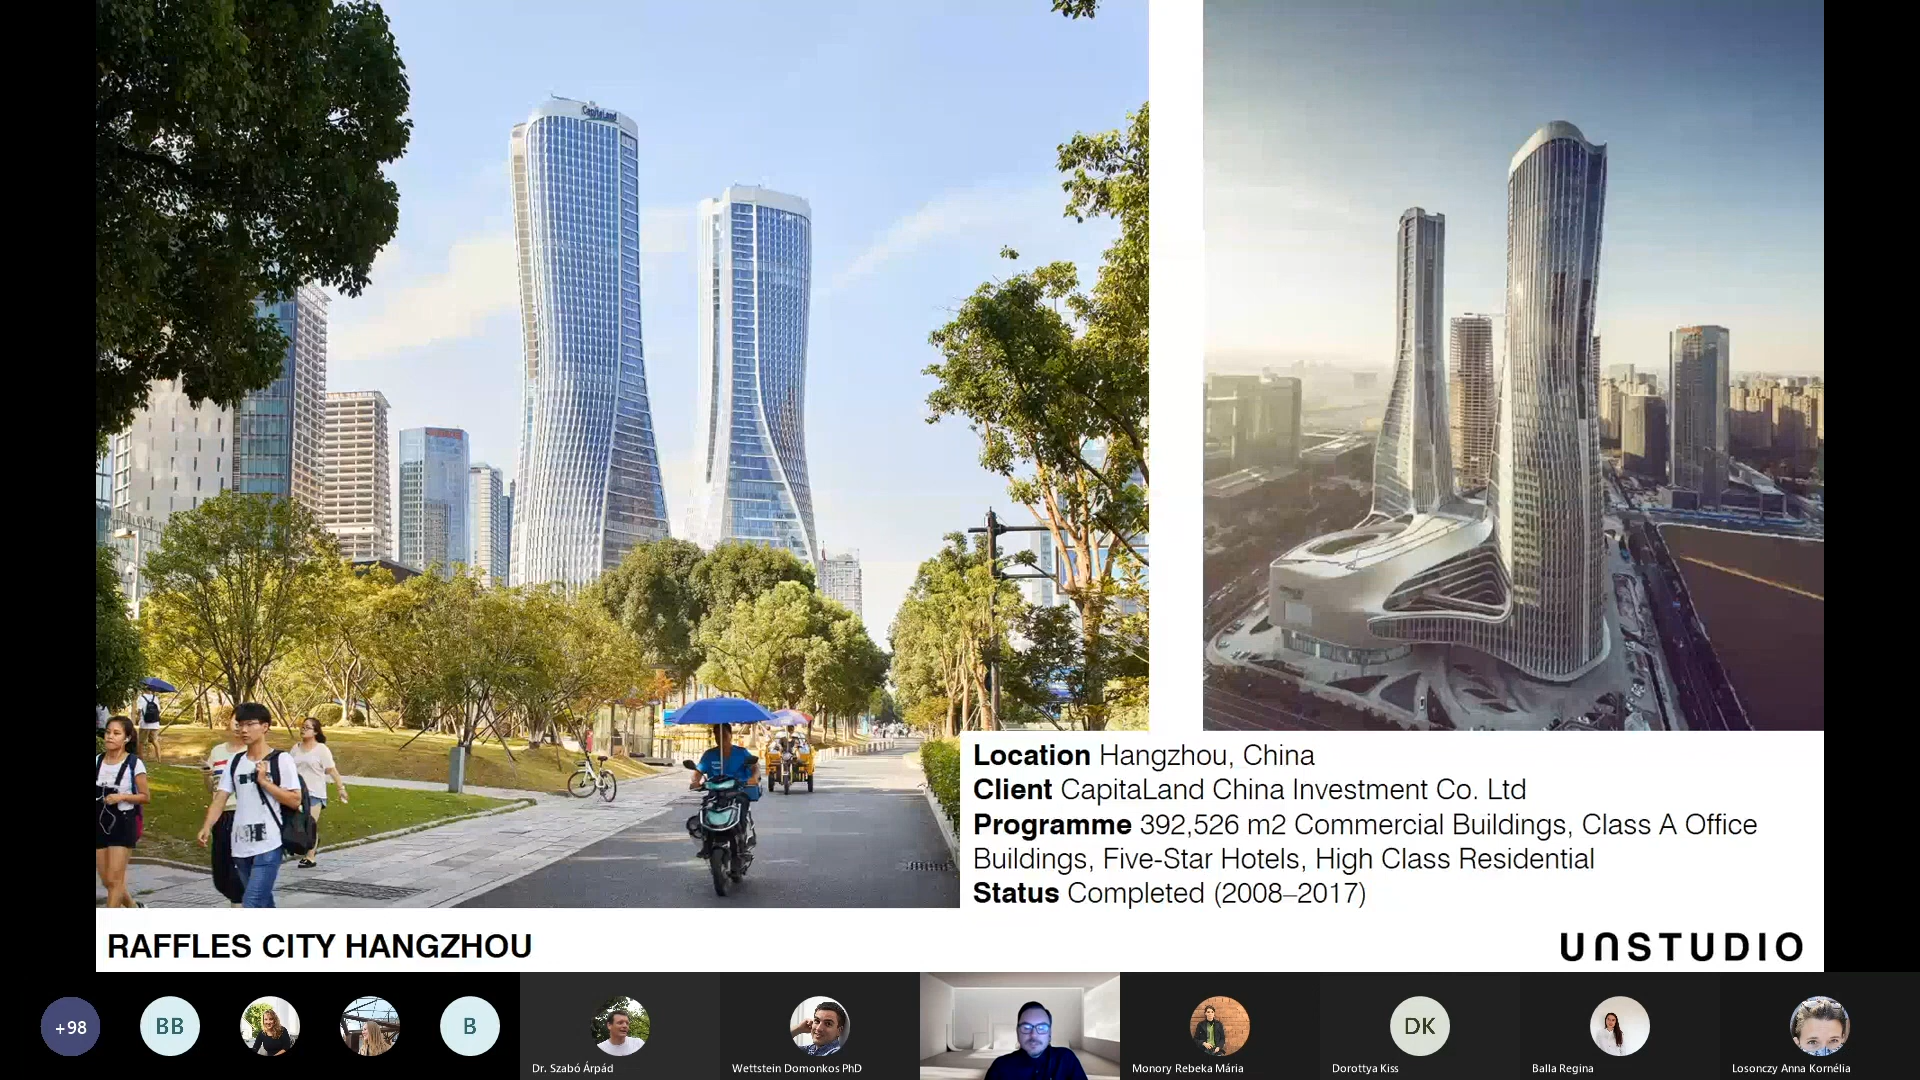 CapitaLand
Location Hangzhou, China
Client CapitaLand China Investment Co. Ltd
Programme 392,526 m2 Commercial Buildings, Class A Office
Buildings, Five-Star Hotels, High Class Residential
Status Completed (2008–2017)
RAFFLES CITY HANGZHOU
UNSTUDIO
+98
BB
B
Dr. Szabó Árpád
Wettstein Domonkos PhD
Monory Rebeka Mária
DK
Dorottya Kiss
Balla Regina
Losonczy Anna Kornélia